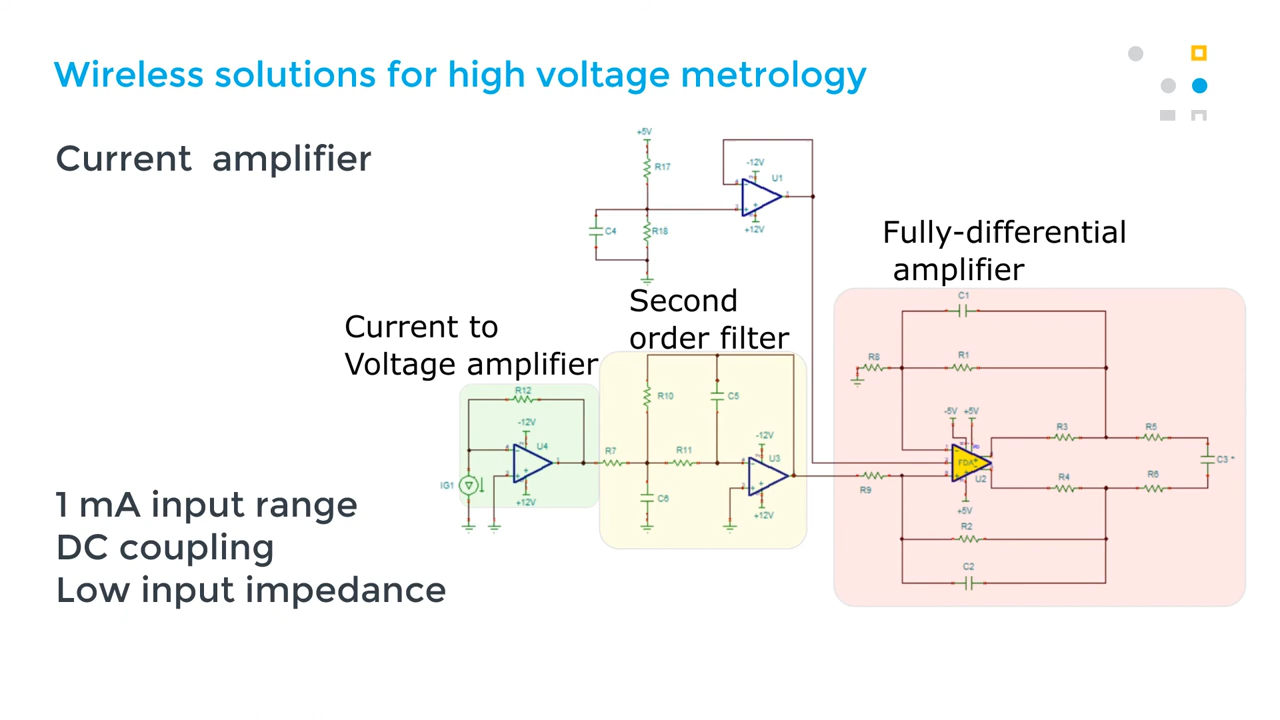 Wireless solutions for high voltage metrology
Current amplifier
+5V
R17
-12V
U1
C4
R18
+12V
Fully-differential
amplifier
Second
order filter
Current to
Voltage amplifier
C1
R8
R1
R12
R10
C5
-12V
U4
-5V +5V
R3
R5
R7
R11
-12V
U3
FDA
C3 *
IG1
U2
R4
R6
R9
C6
+12V
+12V
+5V
R2
C2
1 mA input range
DC coupling
Low input impedance